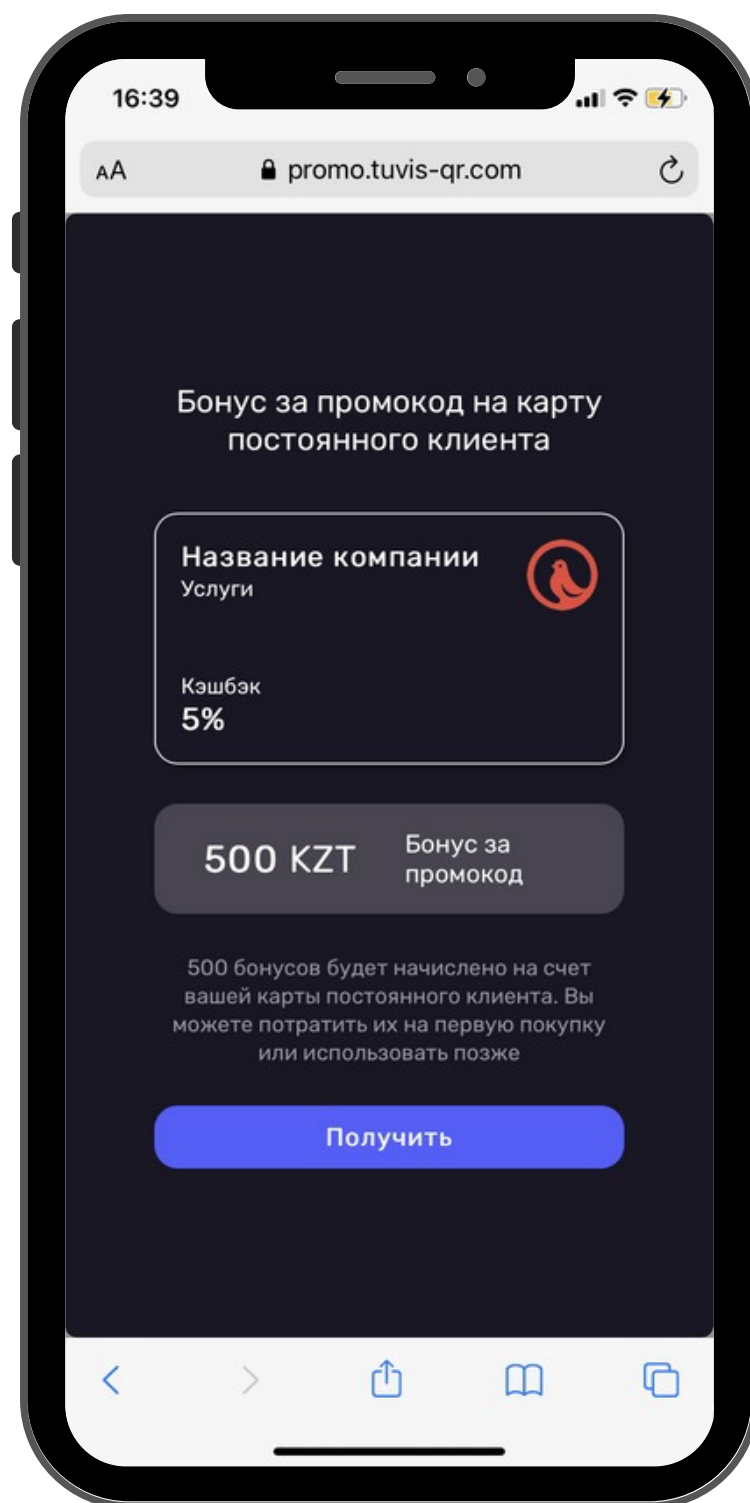 16:39
AA
promo.tuvis-qr.com
Бонус за промокод на карту
постоянного клиента
Название компании
Услуги
Кэшбэк
5%
500 KZT
Бонус за
промокод
500 бонусов будет начислено на счет
вашей карты постоянного клиента. Вы
можете потратить их на первую покупку
или использовать позже
Получить